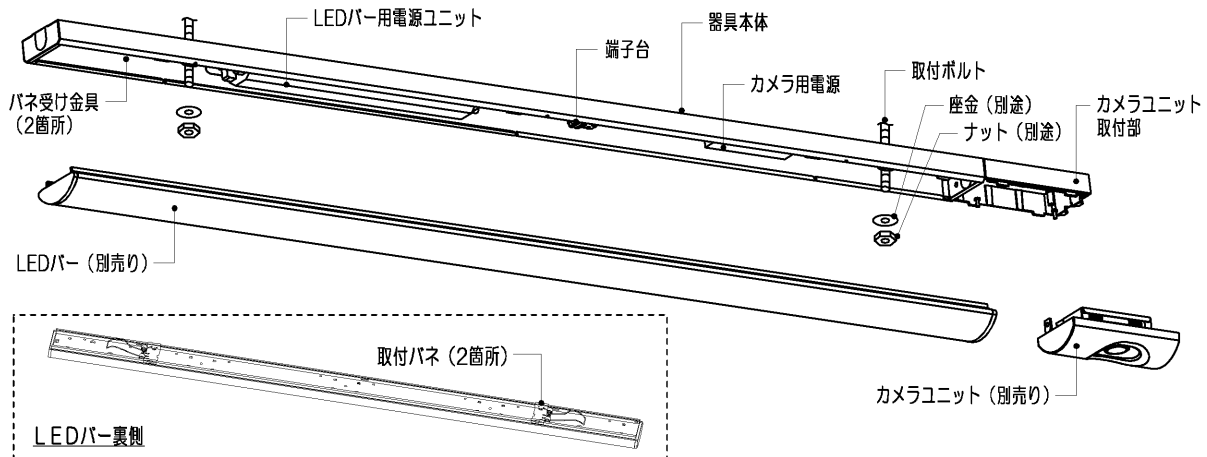 LEDバー用電源ユニット
器具本体
端子台
カメラ用電源
取付ボルト
バネ受け金具
(2箇所)
座金(別途)
ナット(別途)
カメラユニット
取付部
LEDバー(別売り)
取付バネ(2箇所)
カメラユニット(別売り)
LEDバー裏側